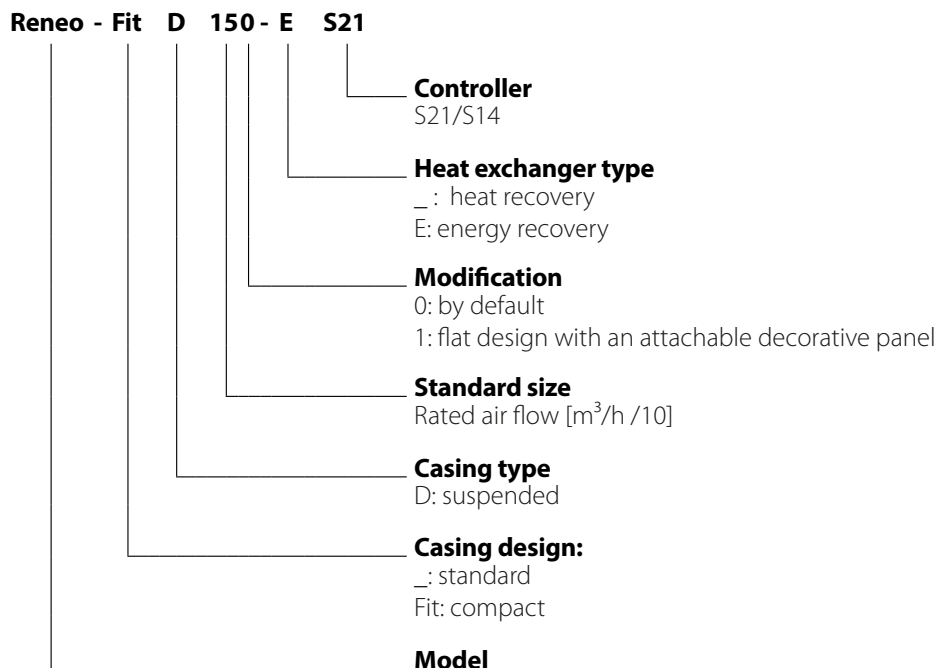 Reneo - Fit D 150 - E S21
Controller
S21/S14
Heat exchanger type
_ : heat recovery
E: energy recovery
Modification
0: by default
1: flat design with an attachable decorative panel
Standard size
Rated air flow [m³/h /10]
Casing type
D: suspended
Casing design:
_: standard
Fit: compact
Model